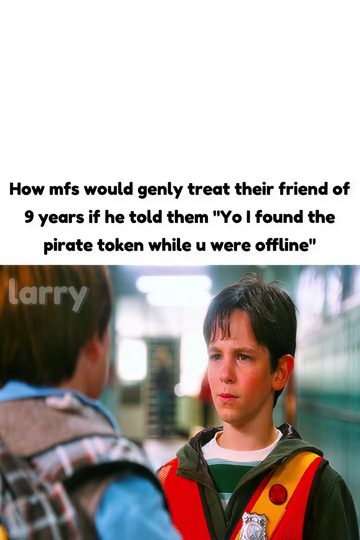 How mfs would genly treat their friend of
9 years if he told them "Yo I found the
pirate token while u were offline"
larry